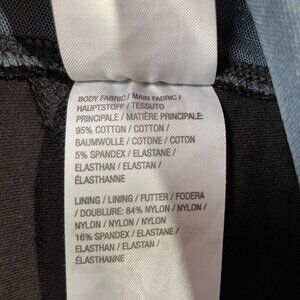 BODY FABRIC / MAIN FABRIC /
HAUPTSTOFF / TESSUTO
PRINCIPALE / MATIÈRE PRINCIPALE:
95% COTTON / COTTON /
BAUMWOLLE / COTONE / COTON
5% SPANDEX / ELASTANE /
ELASTHAN / ELASTAN /
ÉLASTHANNE
LINING / LINING / FUTTER / FODERA
/ DOUBLURE: 84% NYLON / NYLON /
NYLON / NYLON / NYLON
16% SPANDEX / ELASTANE /
ELASTHAN / ELASTAN /
ÉLASTHANNE